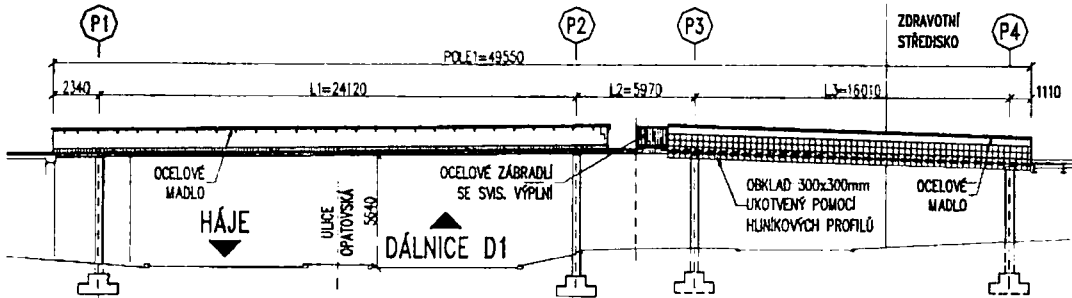 P1
P2
P3
P4
ZDRAVOTNÍ
STŘEDISKO
POLE1=49550
2340
L1=24120
L2=5970
L3=16010
1110
OCELOVÉ
MADLO
HÁJE
ULICE
OPATOVSKÁ
5640
DÁLNICE D1
OCELOVÉ ZÁBRADLÍ
SE SVIS. VÝPLNÍ
OBKLAD 300x300mm
UKOTVENÝ POMOCÍ
HLINÍKOVÝCH PROFILŮ
OCELOVÉ
MADLO